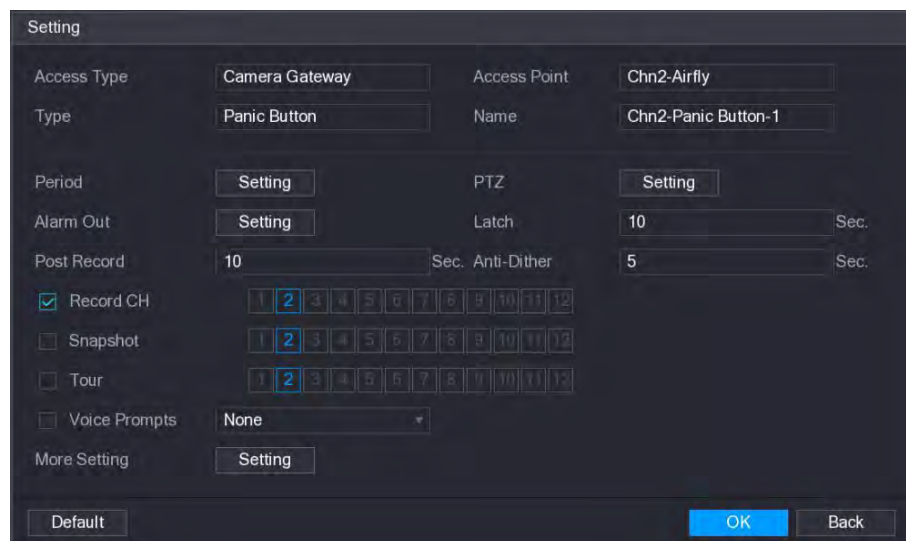 Setting
Access Type Camera Gateway Access Point Chn2-Airfly
Type Panic Button Name Chn2-Panic Button-1
Period Setting PTZ Setting
Alarm Out Setting Latch 10 Sec.
Post Record 10 Sec. Anti-Dither 5 Sec.
Record CH 1 2 3 4 5 6 7 8 9 10 11 12
Snapshot 1 2 3 4 5 6 7 8 9 10 11 12
Tour 1 2 3 4 5 6 7 8 9 10 11 12
Voice Prompts None
More Setting Setting
Default OK Back